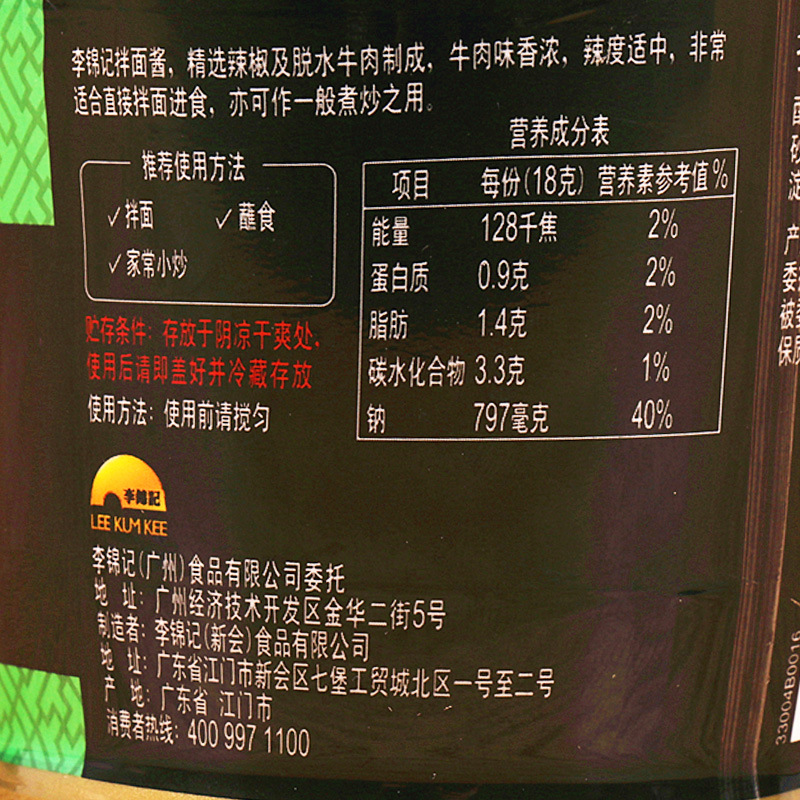 李锦记拌面酱，精选辣椒及脱水牛肉制成，牛肉味香浓，辣度适中，非常
适合直接拌面进食，亦可作一般煮炒之用。
推荐使用方法
✓拌面 ✓蘸食
✓家常小炒
贮存条件：存放于阴凉干爽处，
使用后请即盖好并冷藏存放
使用方法：使用前请搅匀
营养成分表
项目 每份(18克) 营养素参考值%
能量 128千焦 2%
蛋白质 0.9克 2%
脂肪 1.4克 2%
碳水化合物 3.3克 1%
钠 797毫克 40%
李錦記
LEE KUM KEE
李锦记(广州)食品有限公司委托
地 址：广州经济技术开发区金华二街5号
制造者：李锦记(新会)食品有限公司
地 址：广东省江门市新会区七堡工贸城北区一号至二号
产 地：广东省 江门市
消费者热线：400 997 1100
33004B0016
产
委
被
保质